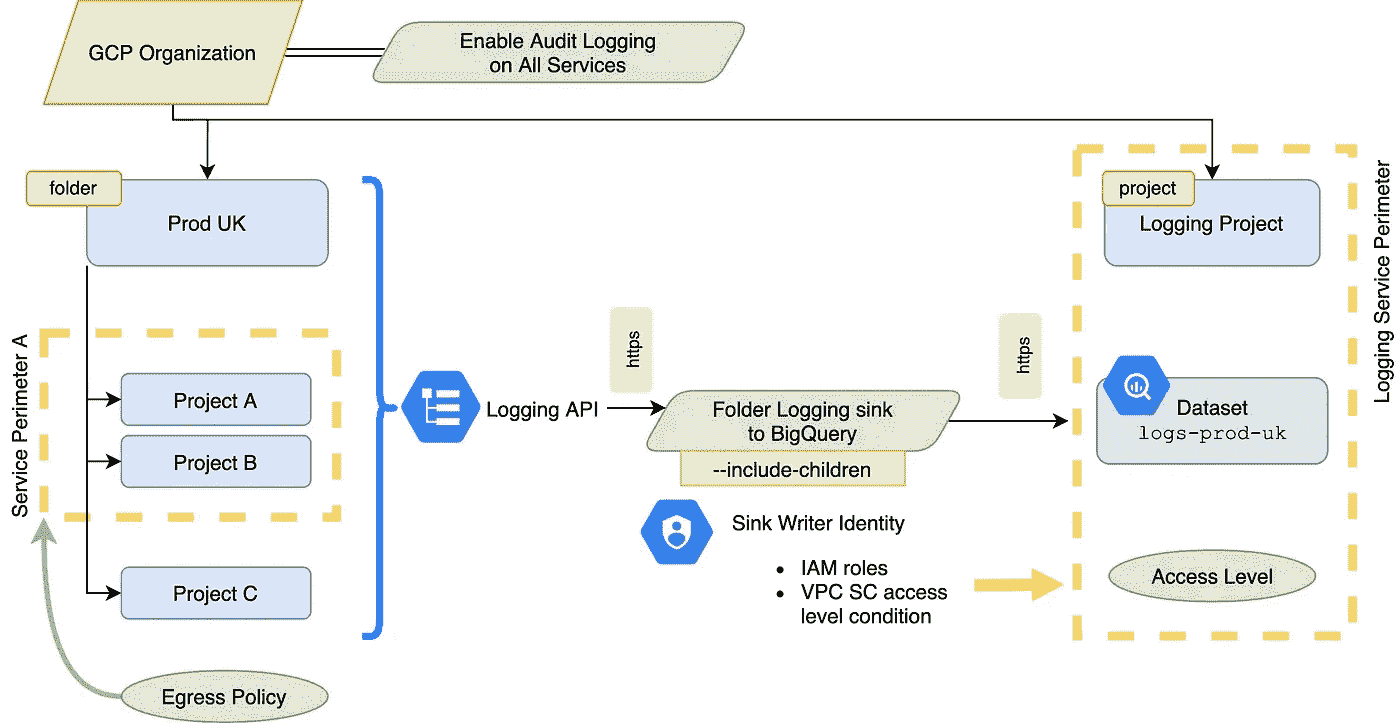 GCP Organization
Enable Audit Logging
on All Services
folder
Prod UK
project
Logging Project
Logging Service Perimeter
Service Perimeter A
Project A
Project B
Project C
Egress Policy
Logging API
https
Folder Logging sink
to BigQuery
--include-children
https
Sink Writer Identity
• IAM roles
• VPC SC access
level condition
Dataset
logs-prod-uk
Access Level